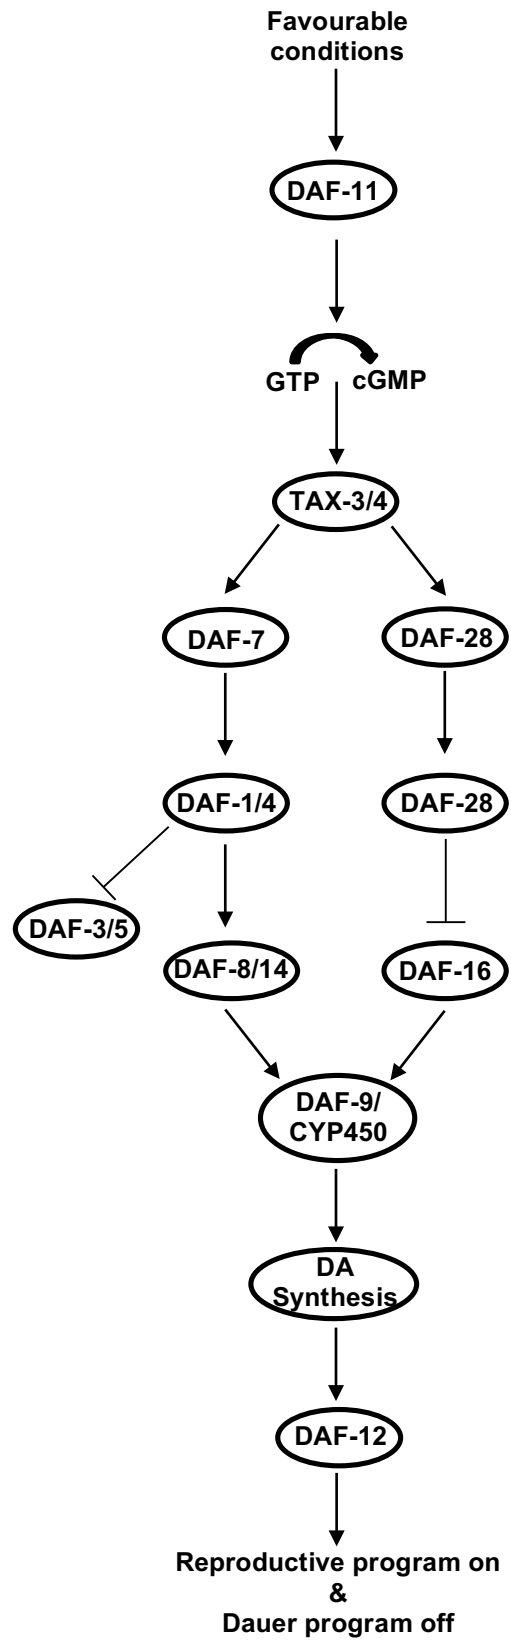 Favourable
conditions
DAF-11
GTP cGMP
TAX-3/4
DAF-7 DAF-28
DAF-1/4 DAF-28
DAF-3/5
DAF-8/14 DAF-16
DAF-9/
CYP450
DA
Synthesis
DAF-12
Reproductive program on
&
Dauer program off